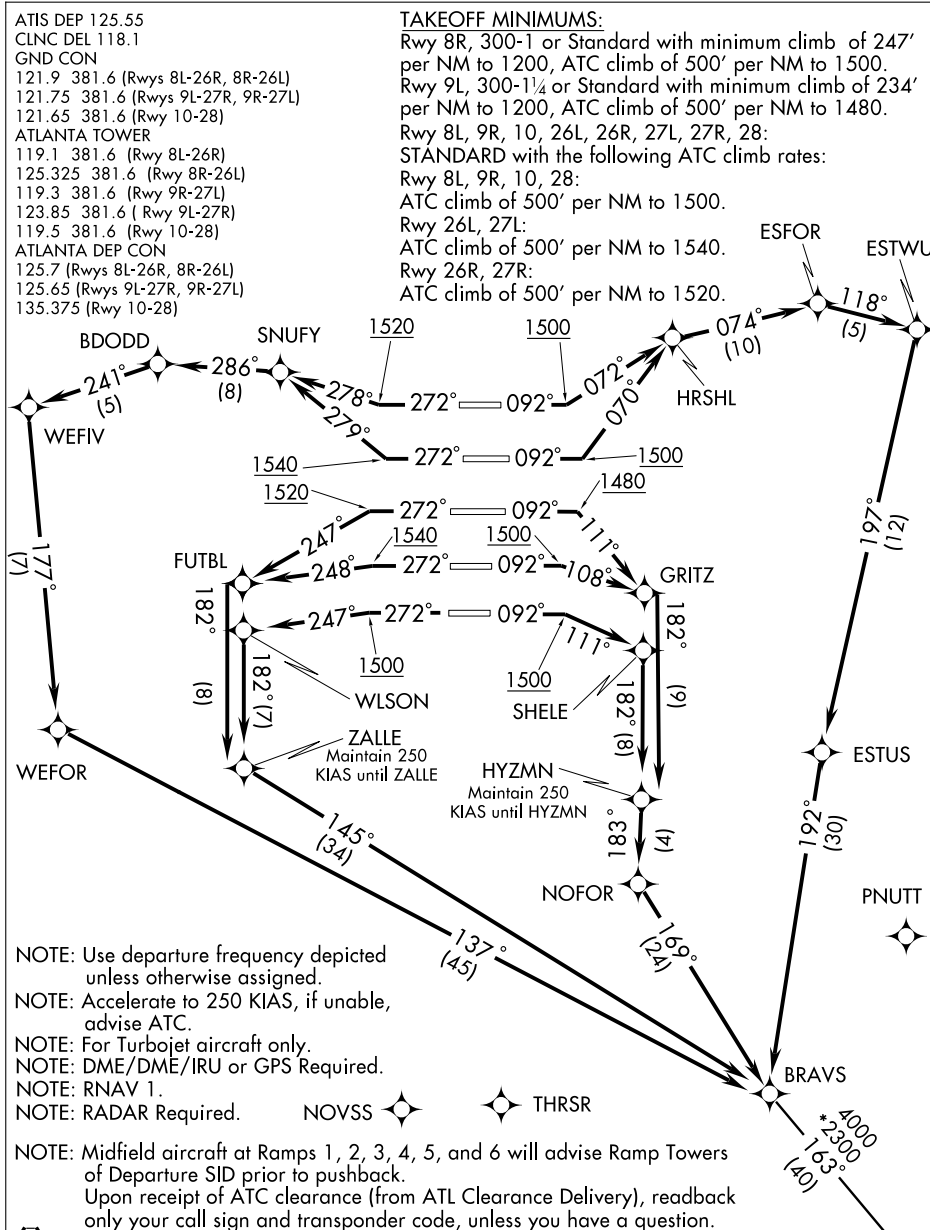 ATIS DEP 125.55
CLNC DEL 118.1
GND CON
121.9 381.6 (Rwys 8L-26R, 8R-26L)
121.75 381.6 (Rwys 9L-27R, 9R-27L)
121.65 381.6 (Rwy 10-28)
ATLANTA TOWER
119.1 381.6 (Rwy 8L-26R)
125.325 381.6 (Rwy 8R-26L)
119.3 381.6 (Rwy 9R-27L)
123.85 381.6 ( Rwy 9L-27R)
119.5 381.6 (Rwy 10-28)
ATLANTA DEP CON
125.7 (Rwys 8L-26R, 8R-26L)
125.65 (Rwys 9L-27R, 9R-27L)
135.375 (Rwy 10-28)
TAKEOFF MINIMUMS:
Rwy 8R, 300-1 or Standard with minimum climb of 247'
per NM to 1200, ATC climb of 500' per NM to 1500.
Rwy 9L, 300-1¼ or Standard with minimum climb of 234'
per NM to 1200, ATC climb of 500' per NM to 1480.
Rwy 8L, 9R, 10, 26L, 26R, 27L, 27R, 28:
STANDARD with the following ATC climb rates:
Rwy 8L, 9R, 10, 28:
ATC climb of 500' per NM to 1500.
Rwy 26L, 27L:
ATC climb of 500' per NM to 1540.
Rwy 26R, 27R:
ATC climb of 500' per NM to 1520.
ESFOR
ESTWU
118°
(5)
074°
(10)
HRSHL
BDODD
SNUFY
1520
1500
241°
(5)
286°
(8)
278°
272°
092°
072°
WEFIV
279°
272°
092°
070°
1540
1500
1520
1480
247°
272°
092°
111°
FUTBL
1540
1500
248°
272°
092°
108°
GRITZ
182°
182°
247°
272°
092°
111°
1500
1500
197°
(12)
177°
(7)
(8)
182° (7)
WLSON
SHELE
182° (8)
(9)
WEFOR
ZALLE
Maintain 250
KIAS until ZALLE
HYZMN
Maintain 250
KIAS until HYZMN
ESTUS
145°
(34)
183°
(4)
192°
(30)
NOFOR
PNUTT
137°
(45)
169°
(24)
NOTE: Use departure frequency depicted
unless otherwise assigned.
NOTE: Accelerate to 250 KIAS, if unable,
advise ATC.
NOTE: For Turbojet aircraft only.
NOTE: DME/DME/IRU or GPS Required.
NOTE: RNAV 1.
NOTE: RADAR Required.
NOVSS
THRSR
BRAVS
4000
*2300
163°
(40)
NOTE: Midfield aircraft at Ramps 1, 2, 3, 4, 5, and 6 will advise Ramp Towers
of Departure SID prior to pushback.
Upon receipt of ATC clearance (from ATL Clearance Delivery), readback
only your call sign and transponder code, unless you have a question.